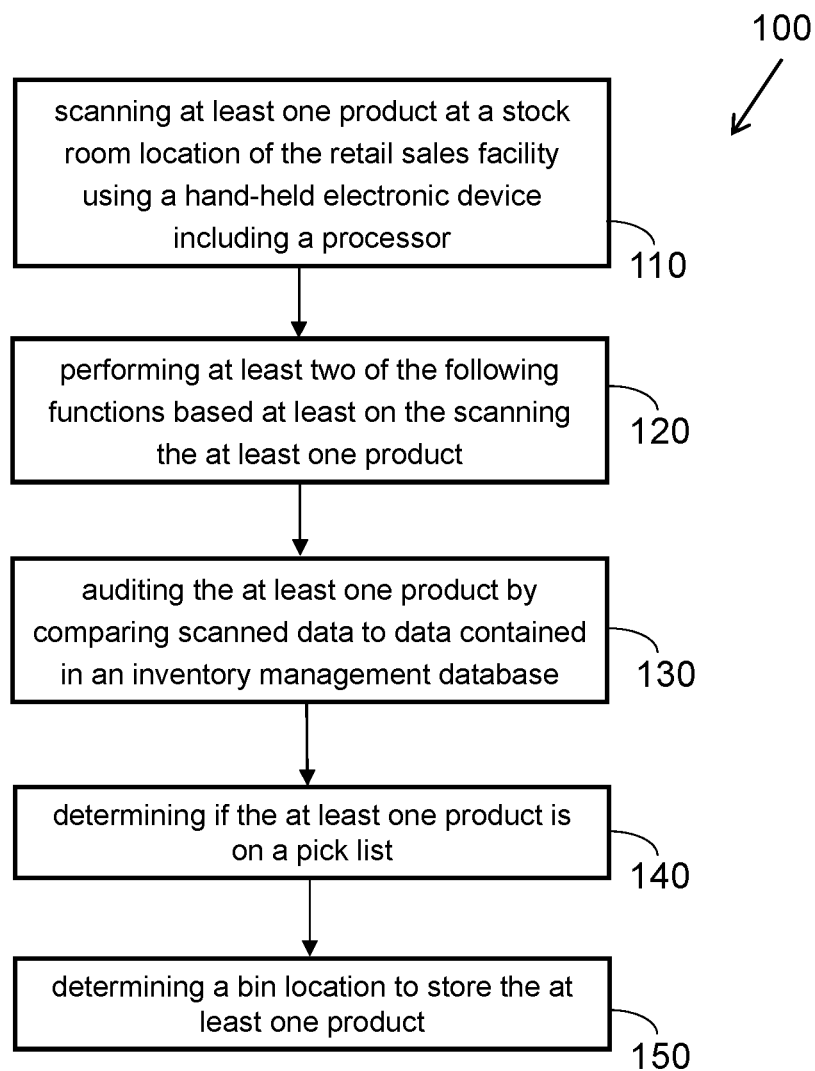 100
scanning at least one product at a stock
room location of the retail sales facility
using a hand-held electronic device
including a processor
110
performing at least two of the following
functions based at least on the scanning
the at least one product
120
auditing the at least one product by
comparing scanned data to data contained
in an inventory management database
130
determining if the at least one product is
on a pick list
140
determining a bin location to store the at
least one product
150